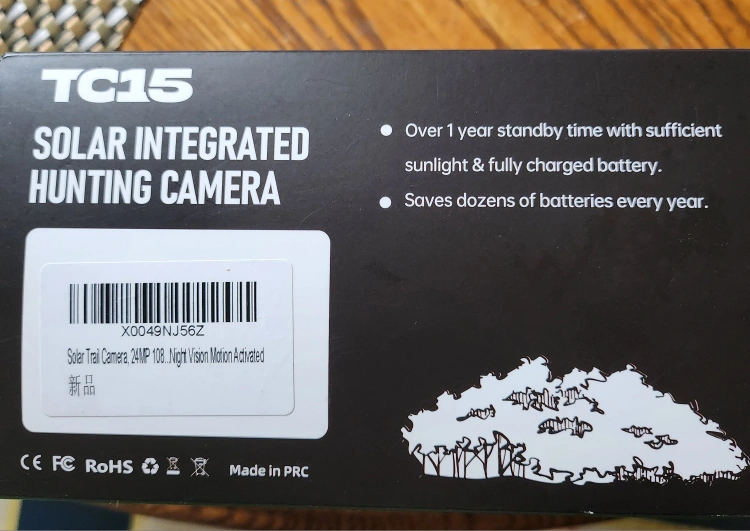 TC15
SOLAR INTEGRATED
HUNTING CAMERA
Over 1 year standby time with sufficient
sunlight & fully charged battery.
Saves dozens of batteries every year.
X0049NJ56Z
Solar Trail Camera, 24MP 108...Night Vision Motion Activated
新品
CE FC RoHS Made in PRC